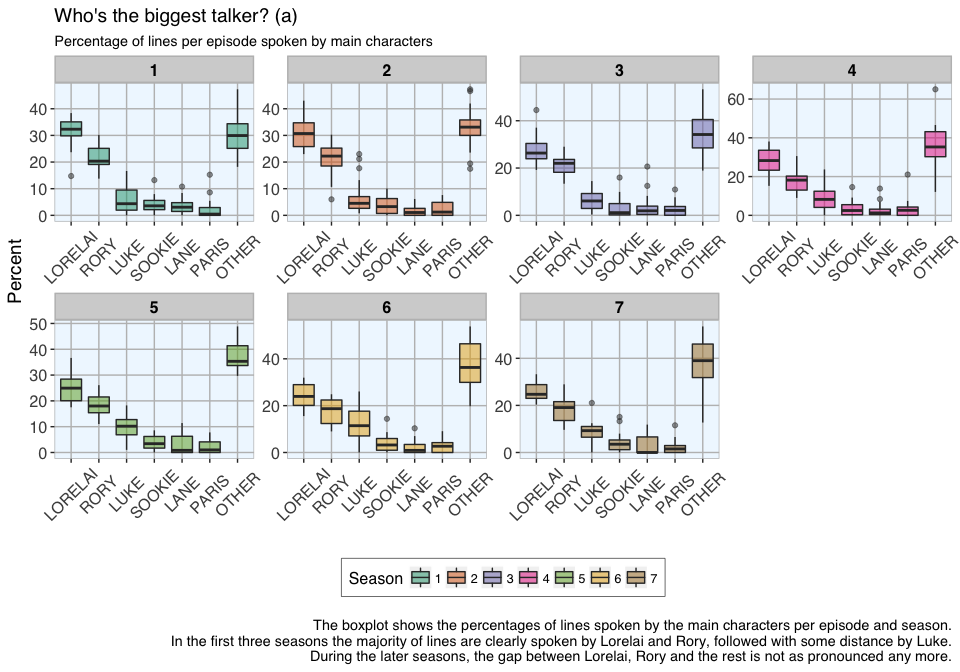 Who's the biggest talker? (a)
Percentage of lines per episode spoken by main characters
1
2
3
4
40
30
20
10
0
40
30
20
10
0
40
20
0
60
40
20
0
LORELAI
RORY
LUKE
SOOKIE
LANE
PARIS
OTHER
LORELAI
RORY
LUKE
SOOKIE
LANE
PARIS
OTHER
LORELAI
RORY
LUKE
SOOKIE
LANE
PARIS
OTHER
LORELAI
RORY
LUKE
SOOKIE
LANE
PARIS
OTHER
Percent
5
6
7
50
40
30
20
10
0
40
20
0
40
20
0
LORELAI
RORY
LUKE
SOOKIE
LANE
PARIS
OTHER
LORELAI
RORY
LUKE
SOOKIE
LANE
PARIS
OTHER
LORELAI
RORY
LUKE
SOOKIE
LANE
PARIS
OTHER
Season 1 2 3 4 5 6 7
The boxplot shows the percentages of lines spoken by the main characters per episode and season.
In the first three seasons the majority of lines are clearly spoken by Lorelai and Rory, followed with some distance by Luke.
During the later seasons, the gap between Lorelai, Rory and the rest is not as pronounced any more.